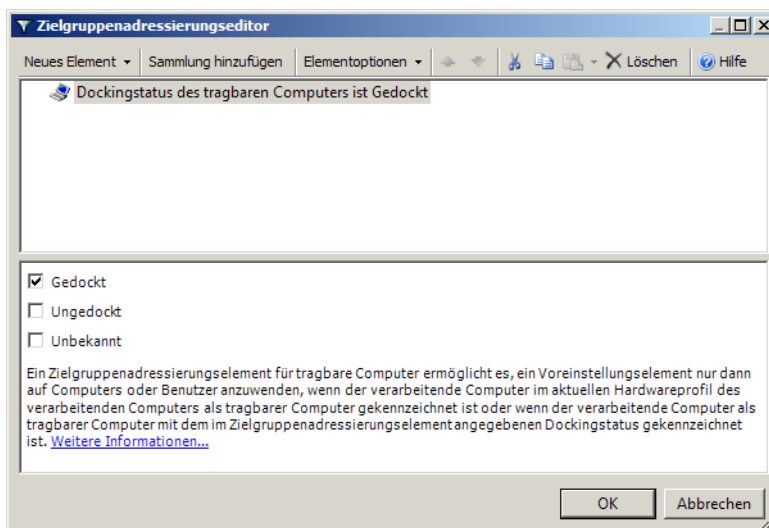 Zielgruppenadressierungseditor
Neues Element Sammlung hinzufügen Elementoptionen Löschen Hilfe
Dockingstatus des tragbaren Computers ist Gedockt
Gedockt
Ungedockt
Unbekannt
Ein Zielgruppenadressierungselement für tragbare Computer ermöglicht es, ein Voreinstellungselement nur dann
auf Computers oder Benutzer anzuwenden, wenn der verarbeitende Computer im aktuellen Hardwareprofil des
verarbeitenden Computers als tragbarer Computer gekennzeichnet ist oder wenn der verarbeitende Computer als
tragbarer Computer mit dem im Zielgruppenadressierungselement angegebenen Dockingstatus gekennzeichnet
ist. Weitere Informationen...
OK Abbrechen